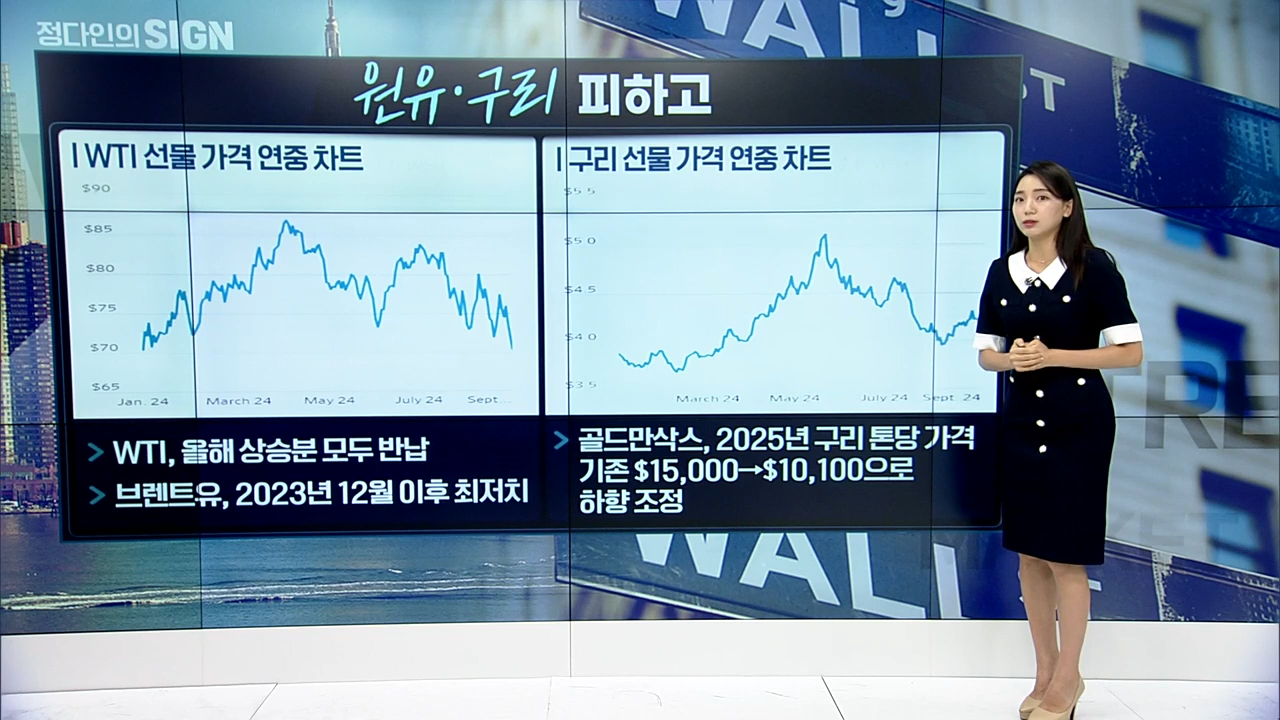 정다인의 SIGN
원유·구리 피하고
WTI 선물 가격 연중 차트
$90
$85
$80
$75
$70
$65
Jan. 24 March 24 May 24 July 24 Sept....
구리 선물 가격 연중 차트
$5.5
$5.0
$4.5
$4.0
$3.5
March 24 May 24 July 24 Sept. 24
WTI, 올해 상승분 모두 반납
브렌트유, 2023년 12월 이후 최저치
골드만삭스, 2025년 구리 톤당 가격
기존 $15,000→$10,100으로
하향 조정
WALL
ST
WALL